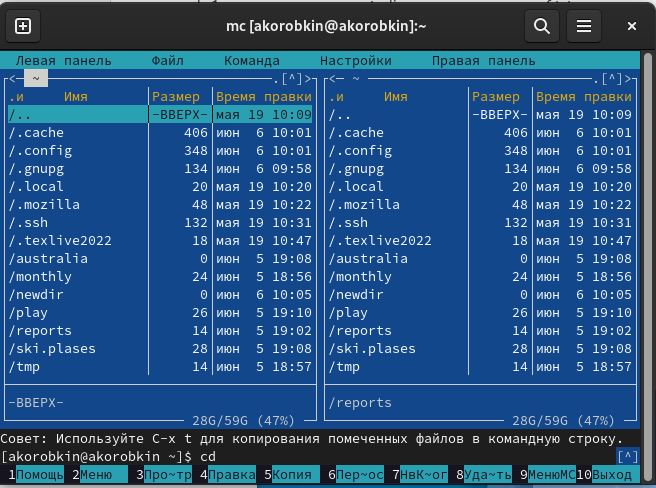 mc [akorobkin@akorobkin]:~
Левая панель Файл Команда Настройки Правая панель
<─ ~ .[^]> <─ ~ .[^]>
.и Имя Размер Время правки .и Имя Размер Время правки
/.. -ВВЕРХ- мая 19 10:09 /.. -ВВЕРХ- мая 19 10:09
/.cache 406 июн 6 10:01 /.cache 406 июн 6 10:01
/.config 348 июн 6 10:01 /.config 348 июн 6 10:01
/.gnupg 134 июн 6 09:58 /.gnupg 134 июн 6 09:58
/.local 20 мая 19 10:20 /.local 20 мая 19 10:20
/.mozilla 48 мая 19 10:22 /.mozilla 48 мая 19 10:22
/.ssh 132 мая 19 10:31 /.ssh 132 мая 19 10:31
/.texlive2022 18 мая 19 10:47 /.texlive2022 18 мая 19 10:47
/australia 0 июн 5 19:08 /australia 0 июн 5 19:08
/monthly 24 июн 5 18:56 /monthly 24 июн 5 18:56
/newdir 0 июн 6 10:05 /newdir 0 июн 6 10:05
/play 26 июн 5 19:10 /play 26 июн 5 19:10
/reports 14 июн 5 19:02 /reports 14 июн 5 19:02
/ski.plases 28 июн 5 19:08 /ski.plases 28 июн 5 19:08
/tmp 14 июн 5 18:57 /tmp 14 июн 5 18:57
-ВВЕРХ- /reports
28G/59G (47%) 28G/59G (47%)
Совет: Используйте C-x t для копирования помеченных файлов в командную строку.
[akorobkin@akorobkin ~]$ cd [^]
1Помощь 2Меню 3Про~тр 4Правка 5Копия 6Пер~ос 7НвК~ог 8Уда~ть 9МенюМС 10Выход